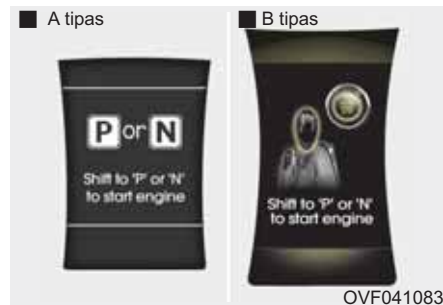 A tipas
B tipas
P or N
Shift to 'P' or 'N'
to start engine
Shift to 'P' or 'N'
to start engine
OVF041083